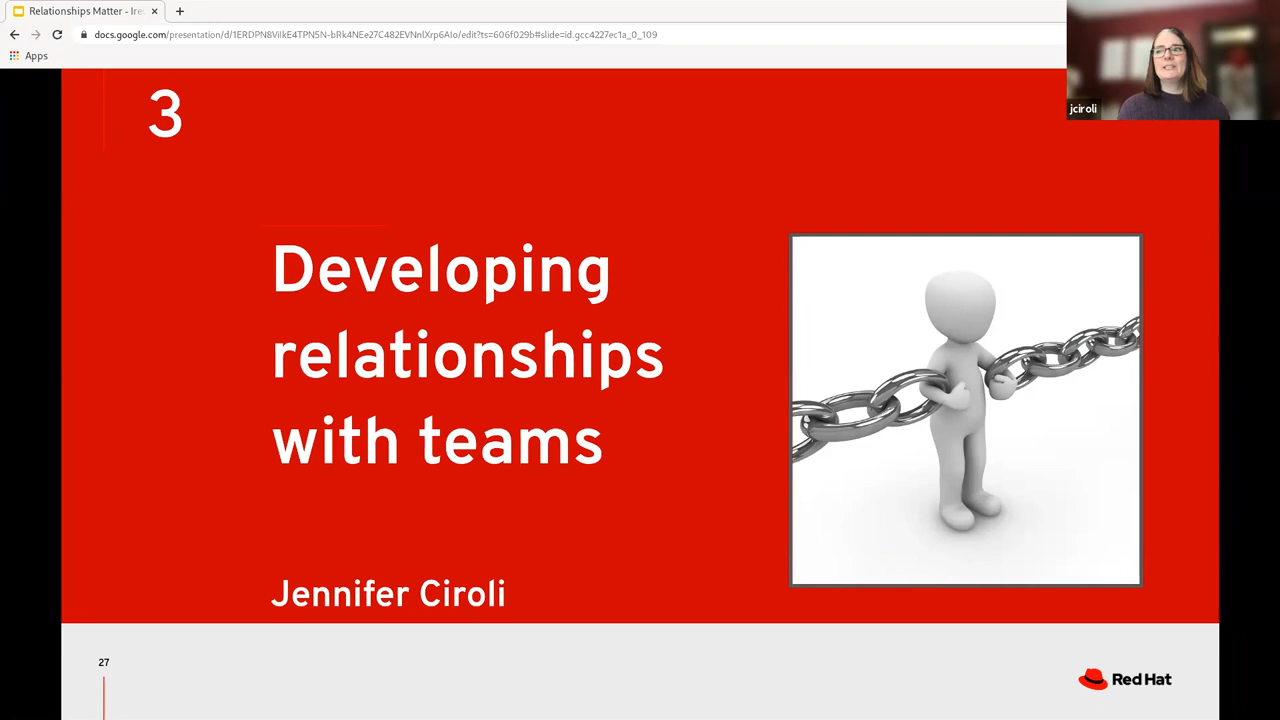 Relationships Matter - Ire
docs.google.com/presentation/d/1ERDPN8ViIkE4TPN5N-bRk4NEe27C482EVNnlXrp6AIo/edit?ts=606f029b#slide=id.gcc4227ec1a_0_109
Apps
jciroli
3
Developing
relationships
with teams
Jennifer Ciroli
27
Red Hat